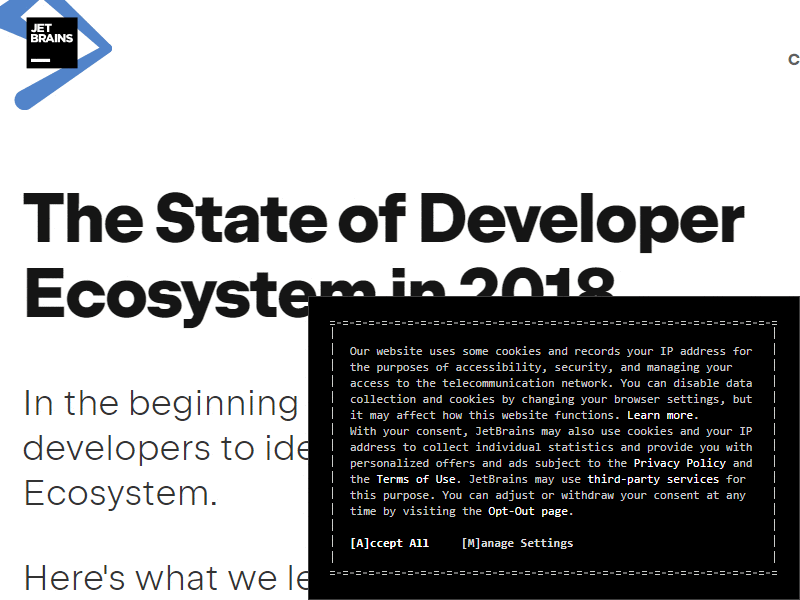 JET
BRAINS
C
The State of Developer
Ecosystem in 2018
In the beginning
developers to ide
Ecosystem.
Here's what we le
Our website uses some cookies and records your IP address for
the purposes of accessibility, security, and managing your
access to the telecommunication network. You can disable data
collection and cookies by changing your browser settings, but
it may affect how this website functions. Learn more.
With your consent, JetBrains may also use cookies and your IP
address to collect individual statistics and provide you with
personalized offers and ads subject to the Privacy Policy and
the Terms of Use. JetBrains may use third-party services for
this purpose. You can adjust or withdraw your consent at any
time by visiting the Opt-Out page.
[A]ccept All [M]anage Settings